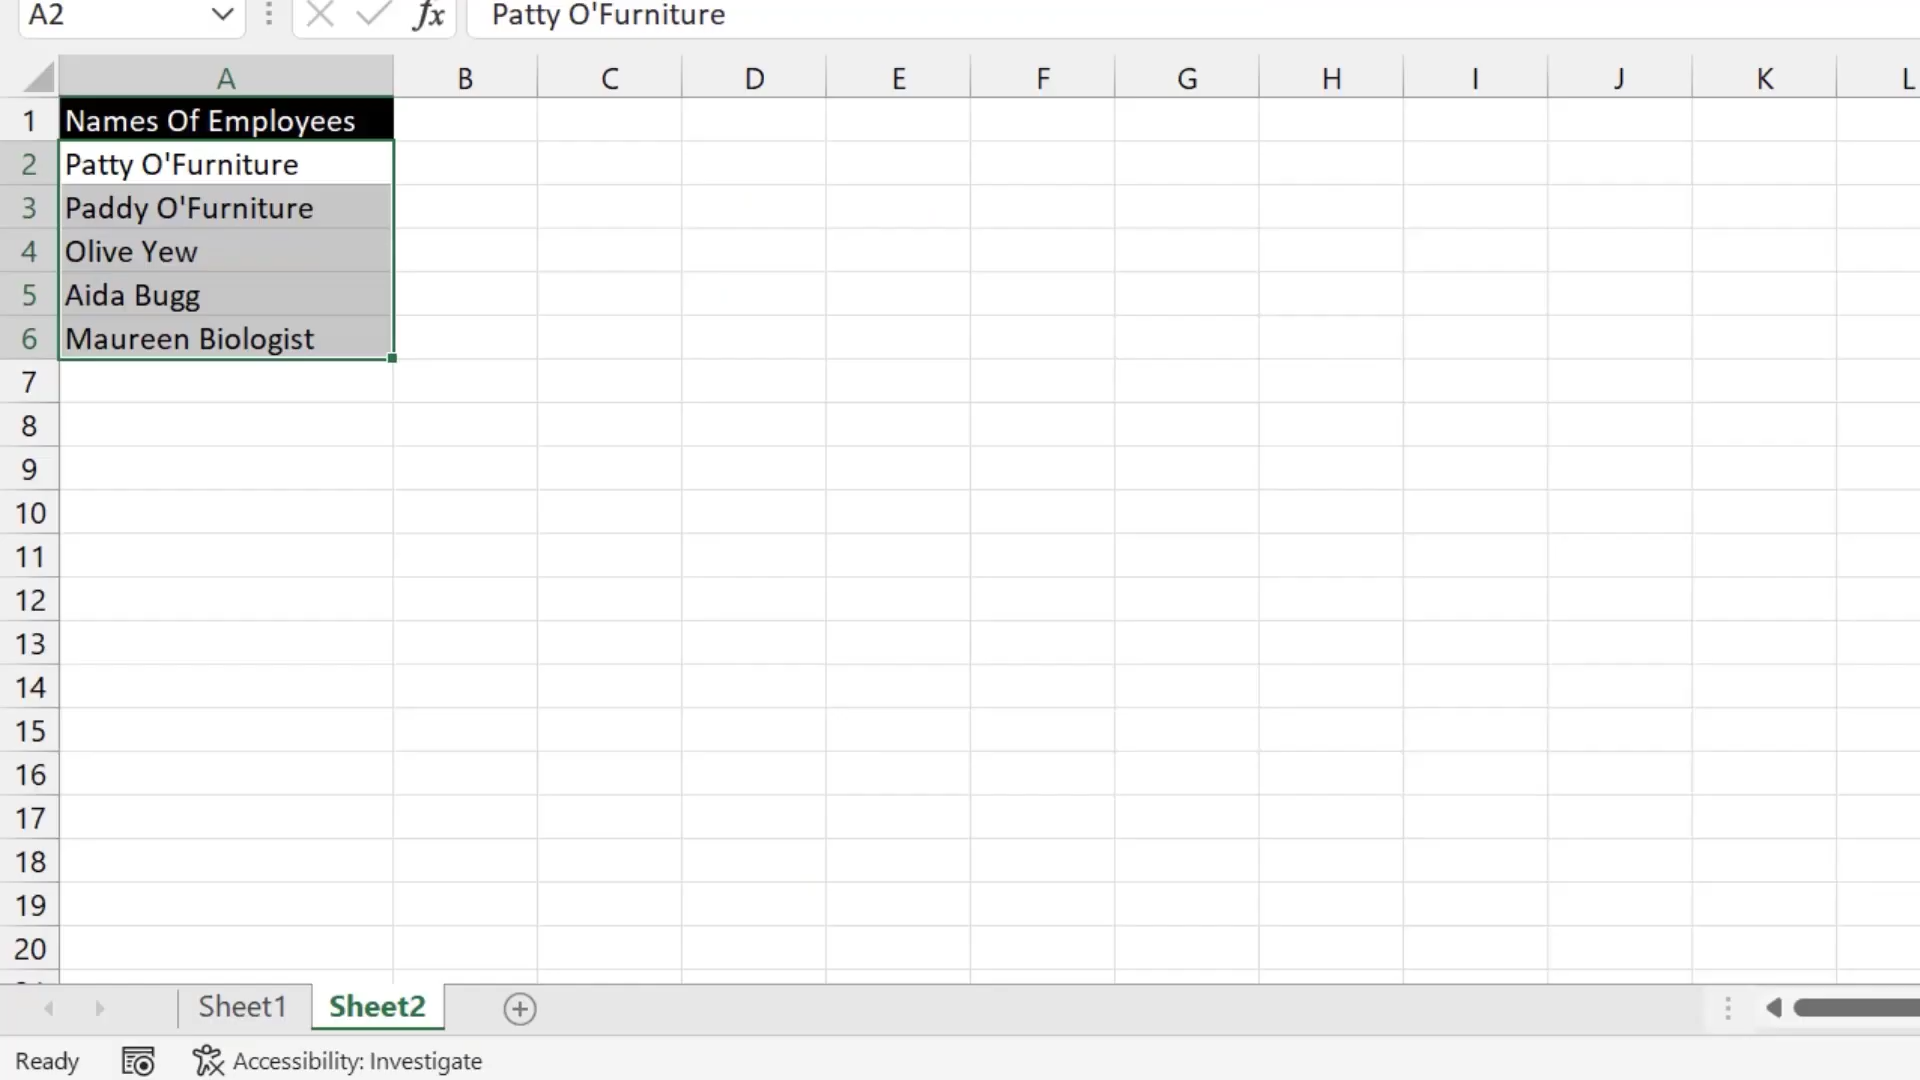 A2 fx Patty O'Furniture
A B C D E F G H I J K L
1 Names Of Employees
2 Patty O'Furniture
3 Paddy O'Furniture
4 Olive Yew
5 Aida Bugg
6 Maureen Biologist
7
8
9
10
11
12
13
14
15
16
17
18
19
20
Sheet1 Sheet2
Ready Accessibility: Investigate